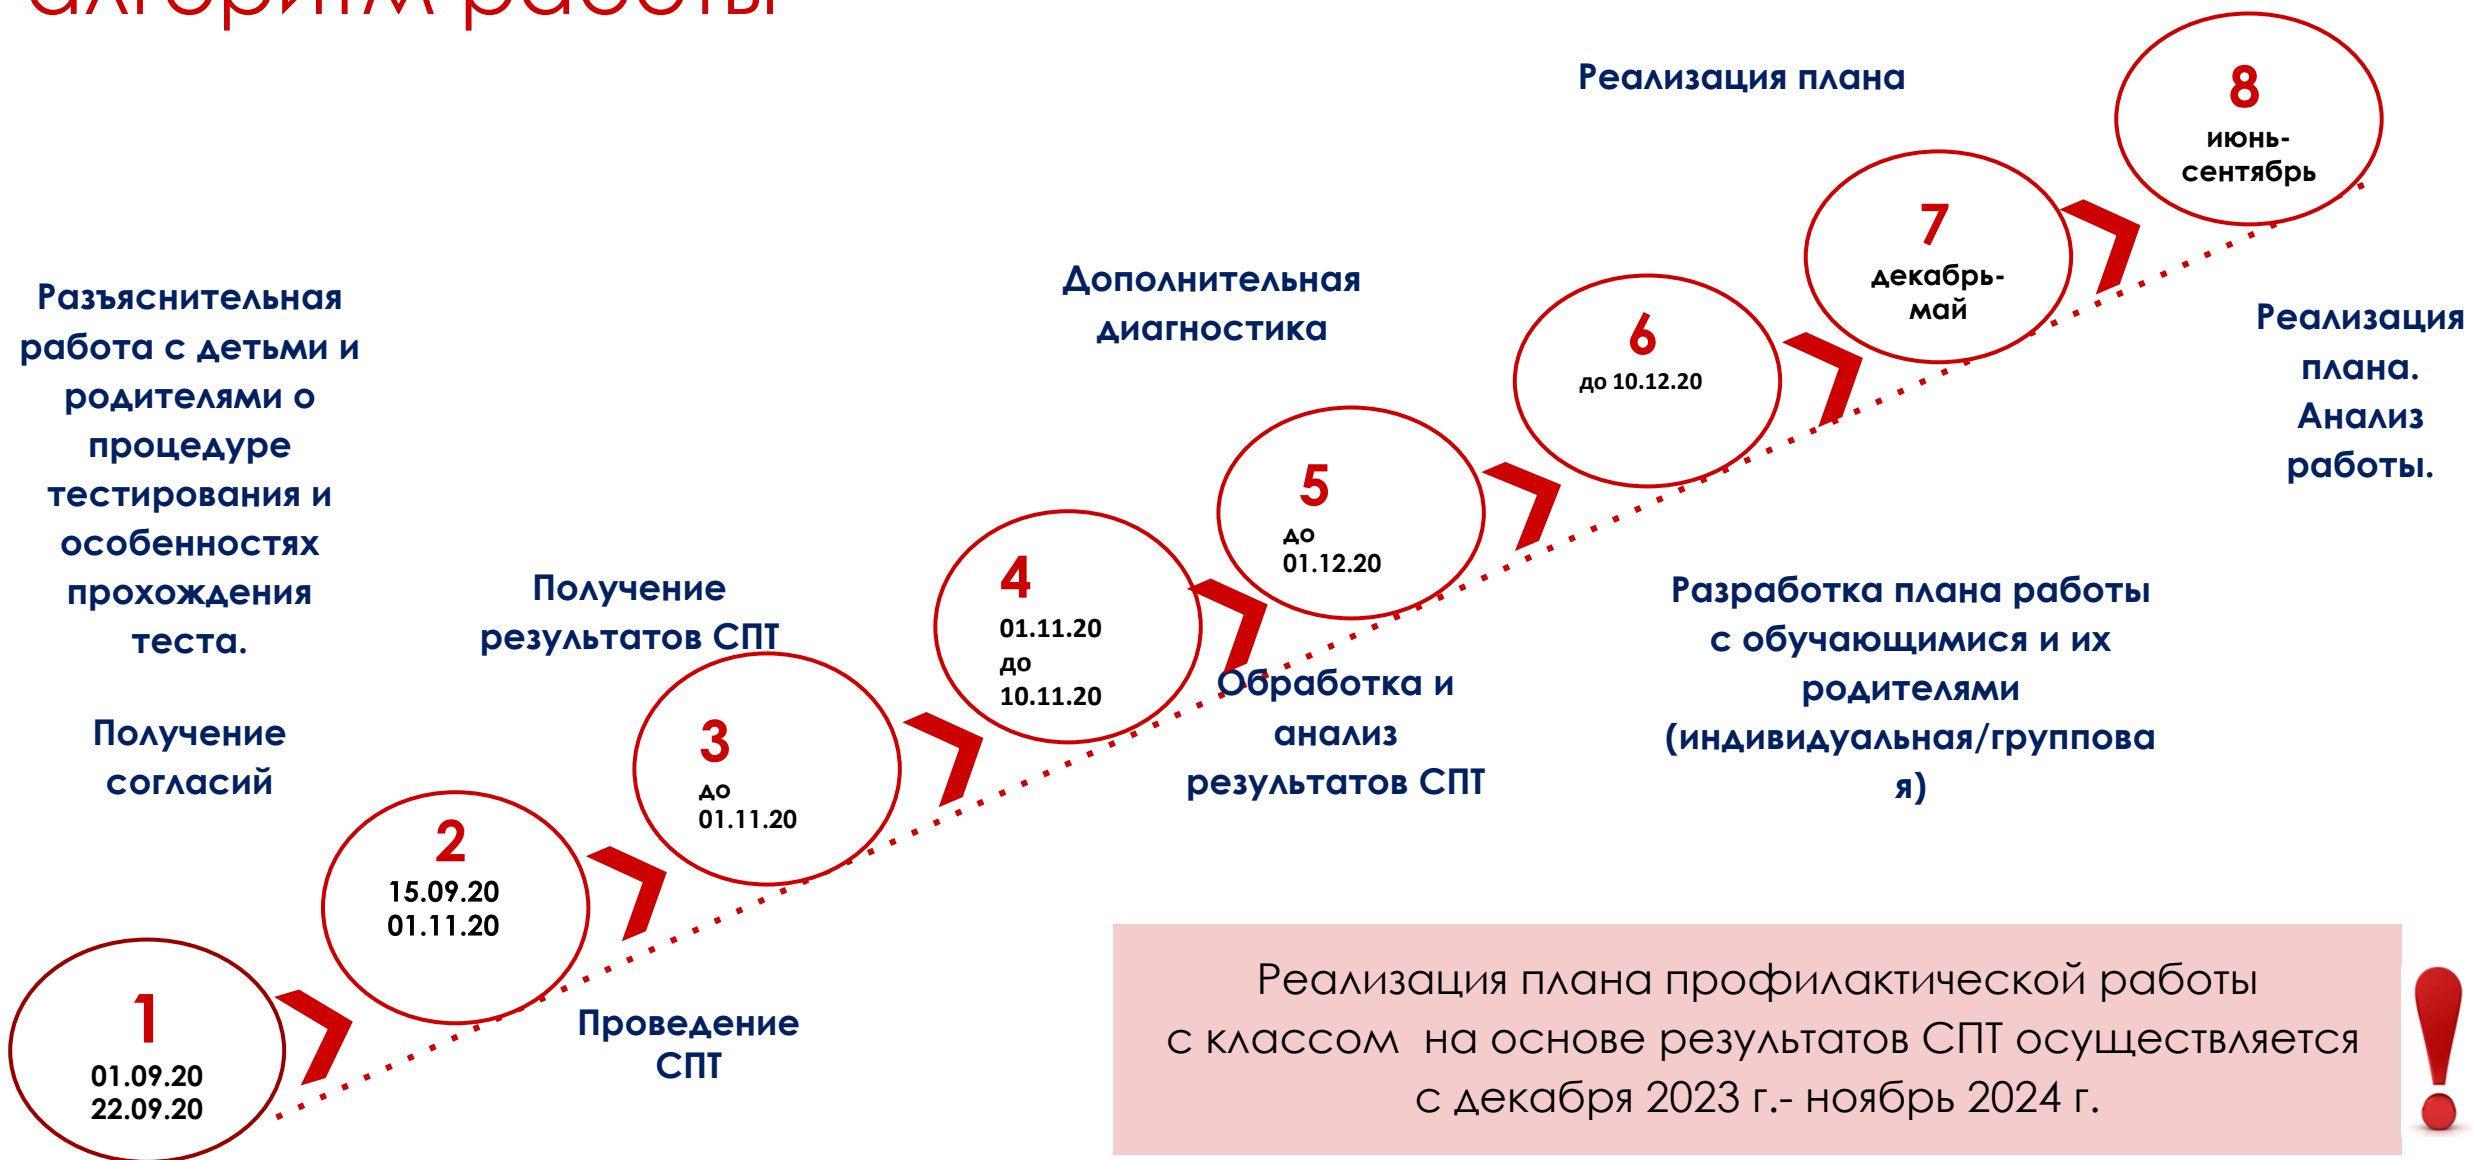 алгоритм работы
Разъяснительная
работа с детьми и
родителями о
процедуре
тестирования и
особенностях
прохождения
теста.
Получение
согласий
1
01.09.20
22.09.20
2
15.09.20
01.11.20
Проведение
СПТ
Получение
результатов СПТ
3
до
01.11.20
4
01.11.20
до
10.11.20
Обработка и
анализ
результатов СПТ
Дополнительная
диагностика
5
до
01.12.20
6
до 10.12.20
Разработка плана работы
с обучающимися и их
родителями
(индивидуальная/группова
я)
Реализация плана
7
декабрь-
май
8
июнь-
сентябрь
Реализация
плана.
Анализ
работы.
Реализация плана профилактической работы
с классом на основе результатов СПТ осуществляется
с декабря 2023 г.- ноябрь 2024 г.